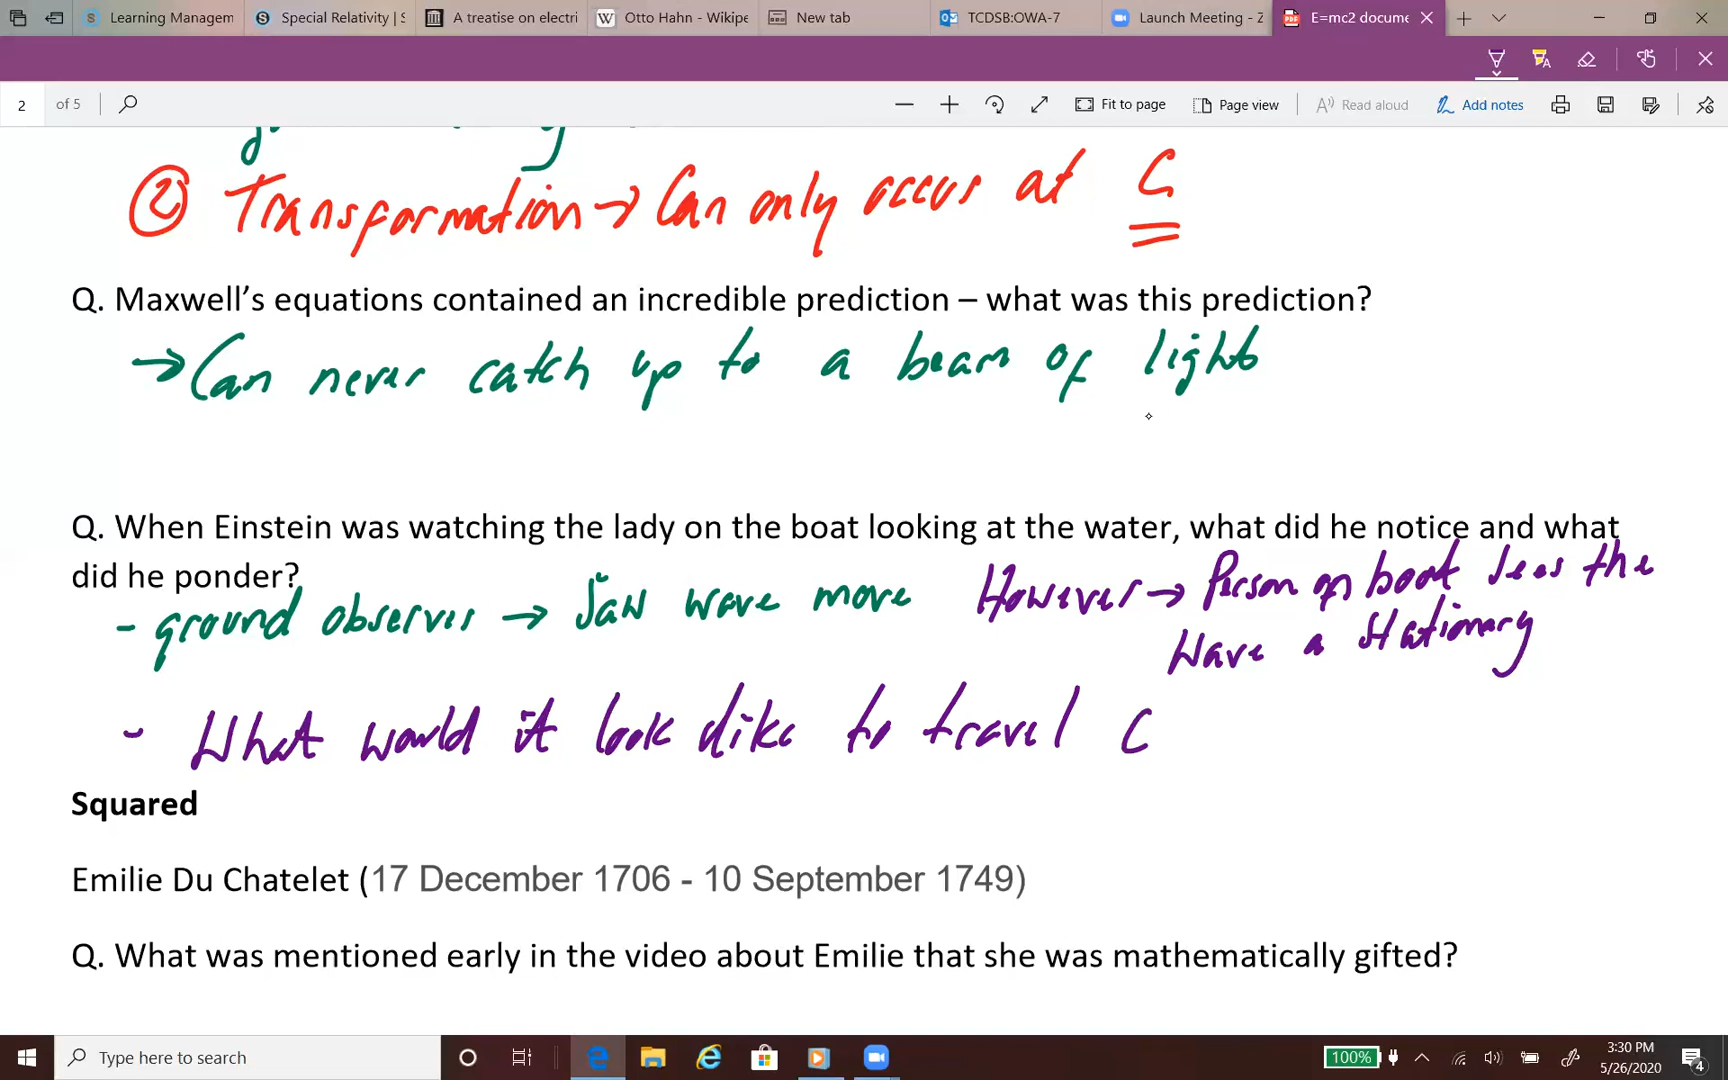 Learning Managem
Special Relativity | S
A treatise on electri
W Otto Hahn - Wikipe
New tab
TCDSB:OWA-7
Launch Meeting - Z
PDF E=mc2 docume
2 of 5
Fit to page
Page view
Read aloud
Add notes
② Transformation → Can only occurs at C
Q. Maxwell’s equations contained an incredible prediction – what was this prediction?
→ Can never catch up to a beam of light
Q. When Einstein was watching the lady on the boat looking at the water, what did he notice and what
did he ponder?
However → Person on boat sees the
- ground observer → Saw wave move
wave a stationary
- What would it look like to travel C
Squared
Emilie Du Chatelet (17 December 1706 - 10 September 1749)
Q. What was mentioned early in the video about Emilie that she was mathematically gifted?
Type here to search
100%
3:30 PM
5/26/2020
4